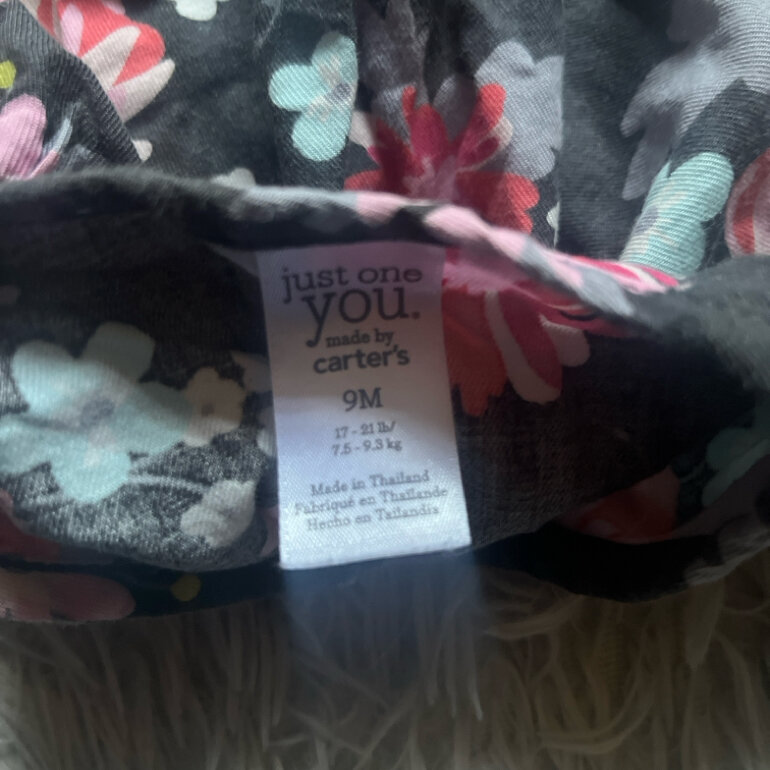 just one
you.
made by
carter's
9M
17 - 21 lb/
7.5 - 9.3 kg
Made in Thailand
Fabriqué en Thaïlande
Hecho en Tailandia